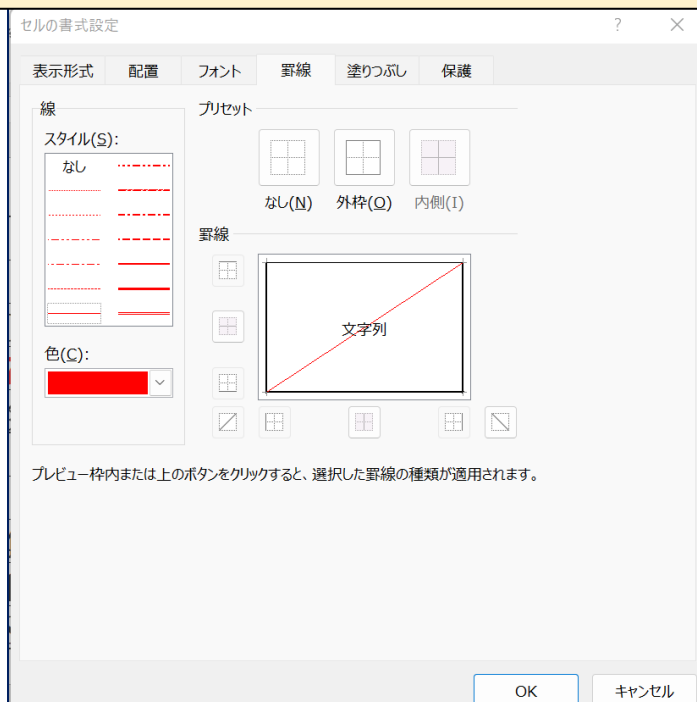 セルの書式設定
?
表示形式 配置 フォント 罫線 塗りつぶし 保護
線
スタイル(S):
なし
色(C):
プリセット
なし(N) 外枠(O) 内側(I)
罫線
文字列
プレビュー枠内または上のボタンをクリックすると、選択した罫線の種類が適用されます。
OK キャンセル